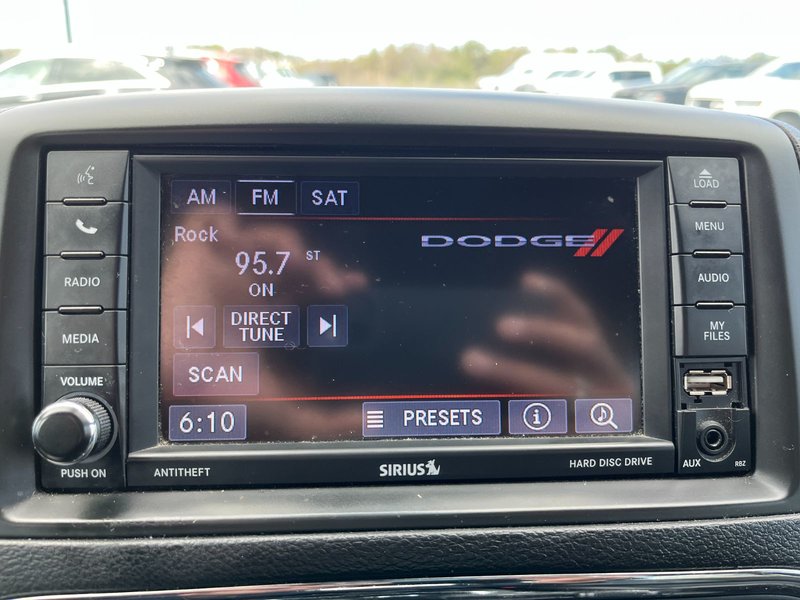 AM FM SAT
Rock
DODGE
95.7 ST
ON
DIRECT
TUNE
SCAN
6:10 PRESETS
RADIO
MEDIA
VOLUME
PUSH ON
ANTITHEFT
SIRIUS
HARD DISC DRIVE
LOAD
MENU
AUDIO
MY
FILES
AUX RBZ